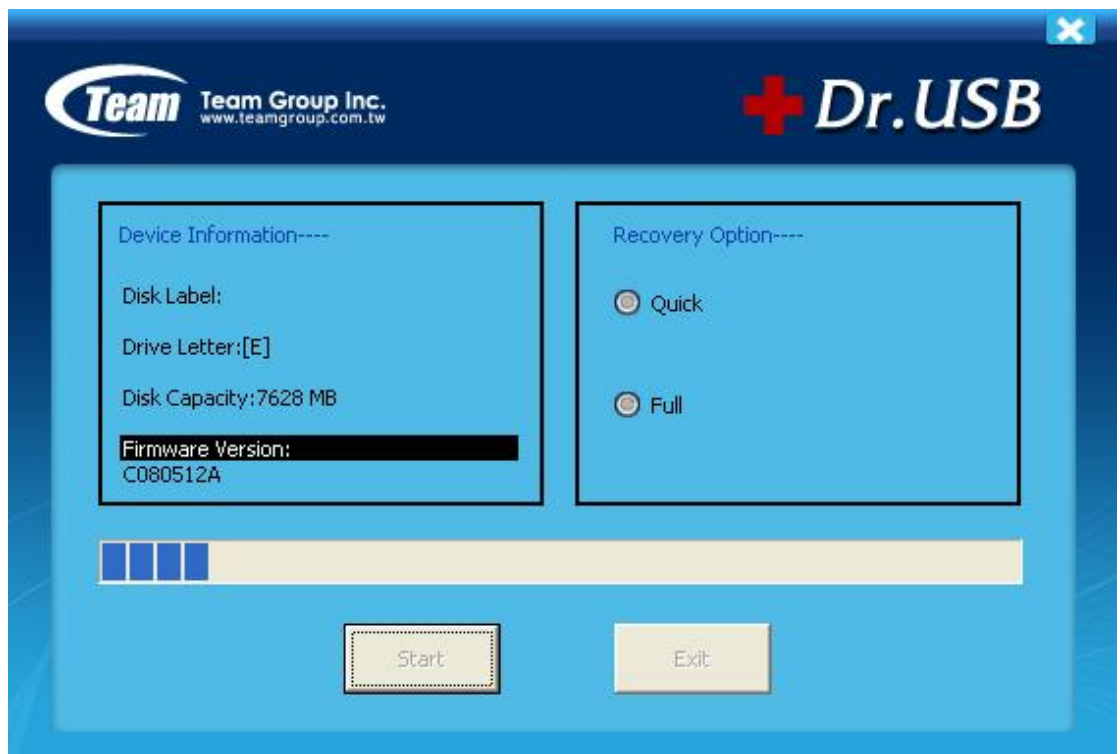 Team
Team Group Inc.
www.teamgroup.com.tw
Dr.USB
Device Information----
Disk Label:
Drive Letter:[E]
Disk Capacity:7628 MB
Firmware Version:
C080512A
Recovery Option----
Quick
Full
Start
Exit